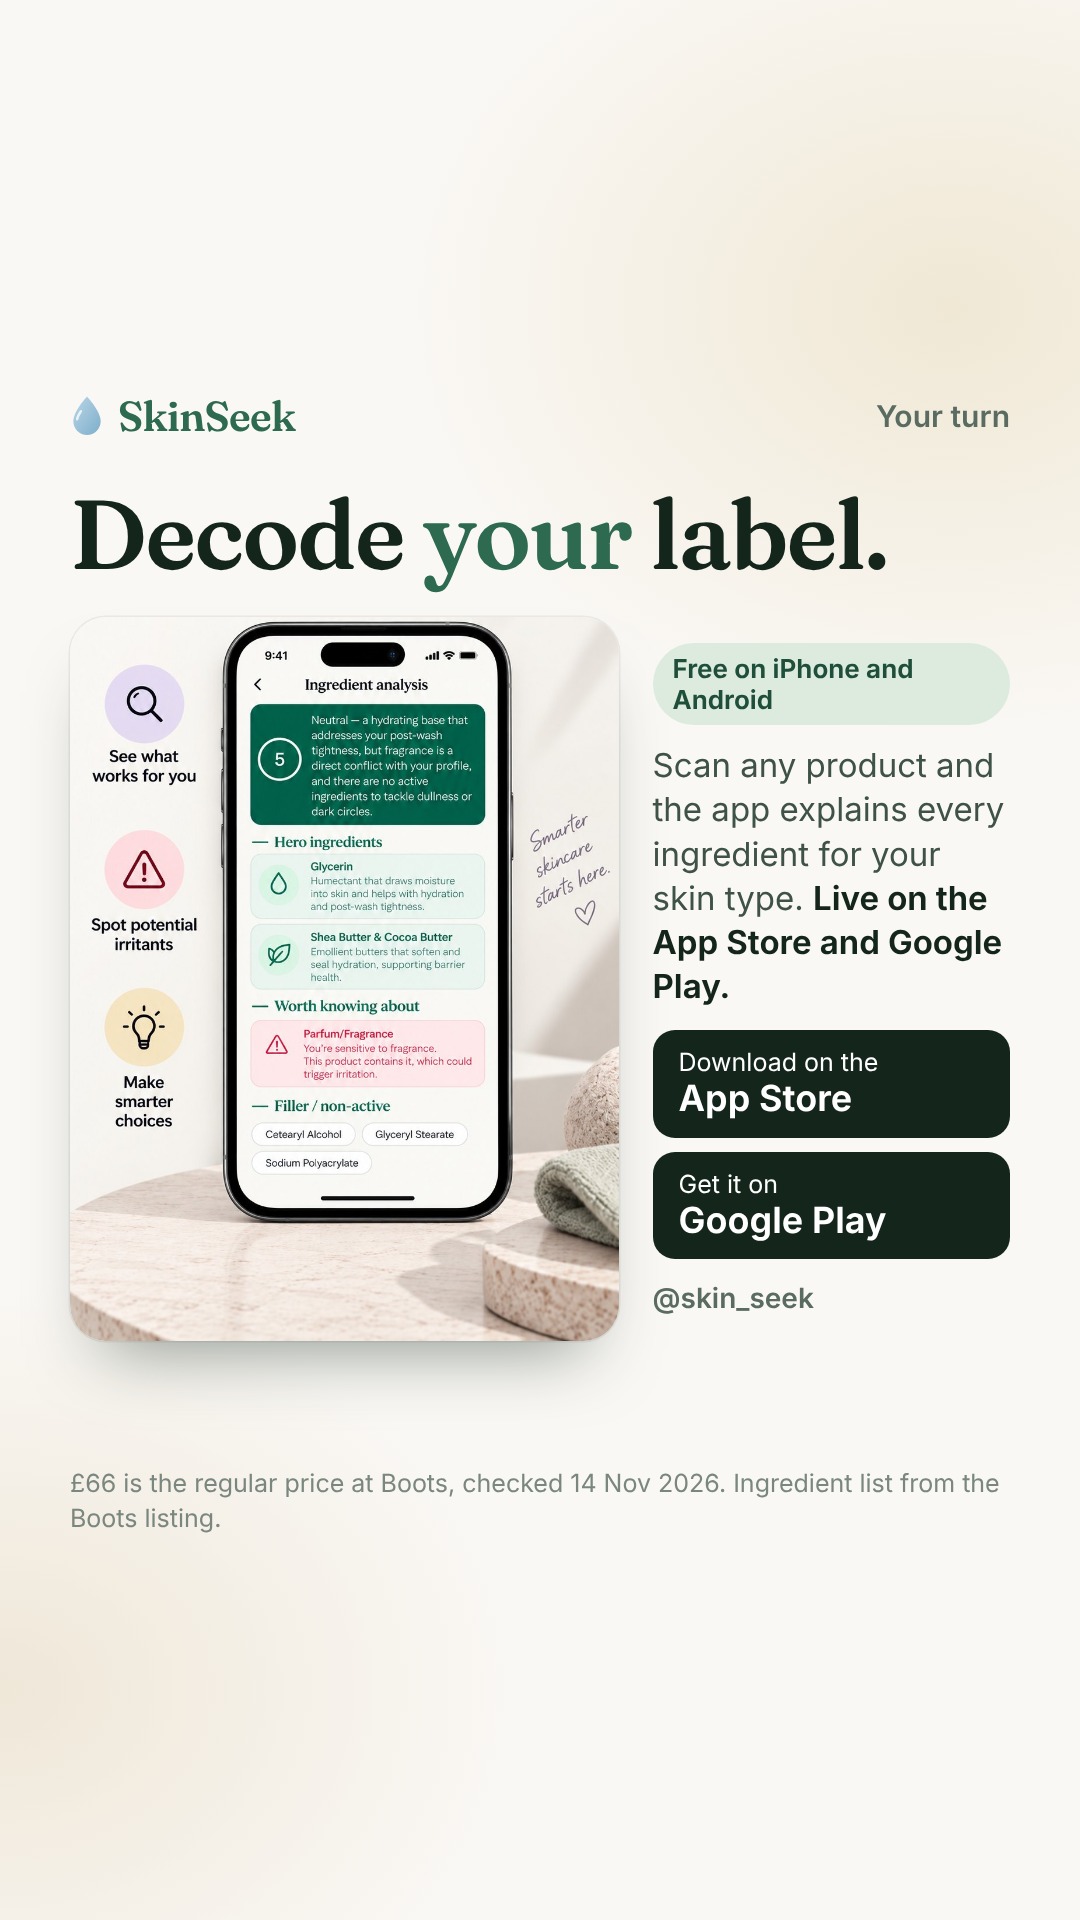 SkinSeek
Your turn
Decode your label.
See what
works for you
Spot potential
irritants
Make
smarter
choices
9:41
Ingredient analysis
5
Neutral — a hydrating base that
addresses your post-wash
tightness, but fragrance is a
direct conflict with your profile,
and there are no active
ingredients to tackle dullness or
dark circles.
Hero ingredients
Glycerin
Humectant that draws moisture
into skin and helps with hydration
and post-wash tightness.
Shea Butter & Cocoa Butter
Emollient butters that soften and
seal hydration, supporting barrier
health.
Worth knowing about
Parfum/Fragrance
You're sensitive to fragrance.
This product contains it, which could
trigger irritation.
Filler / non-active
Cetearyl Alcohol
Glyceryl Stearate
Sodium Polyacrylate
Smarter
skincare
starts here.
Free on iPhone and
Android
Scan any product and
the app explains every
ingredient for your
skin type. Live on the
App Store and Google
Play.
Download on the
App Store
Get it on
Google Play
@skin_seek
£66 is the regular price at Boots, checked 14 Nov 2026. Ingredient list from the
Boots listing.